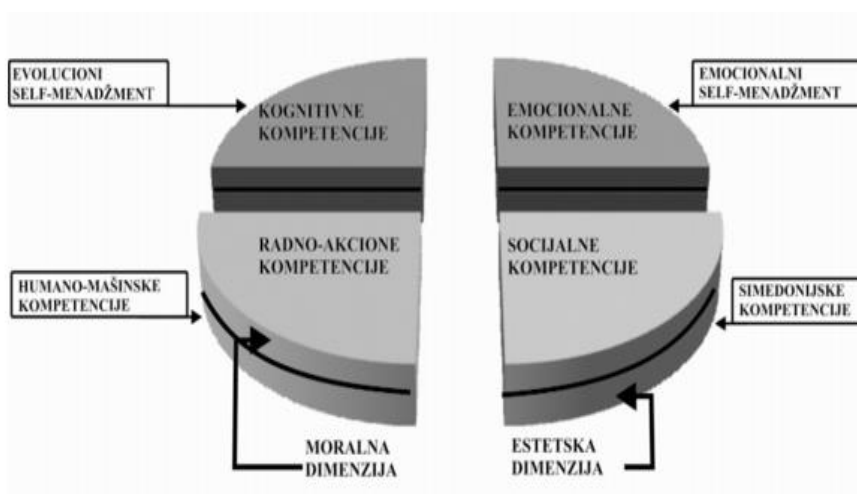 EVOLUCIONI
SELF-MENADŽMENT
KOGNITIVNE
KOMPETENCIJE
EMOCIONALNE
KOMPETENCIJE
EMOCIONALNI
SELF-MENADŽMENT
RADNO-AKCIONE
KOMPETENCIJE
SOCIJALNE
KOMPETENCIJE
HUMANO-MAŠINSKE
KOMPETENCIJE
SIMEDONIJSKE
KOMPETENCIJE
MORALNA
DIMENZIJA
ESTETSKA
DIMENZIJA